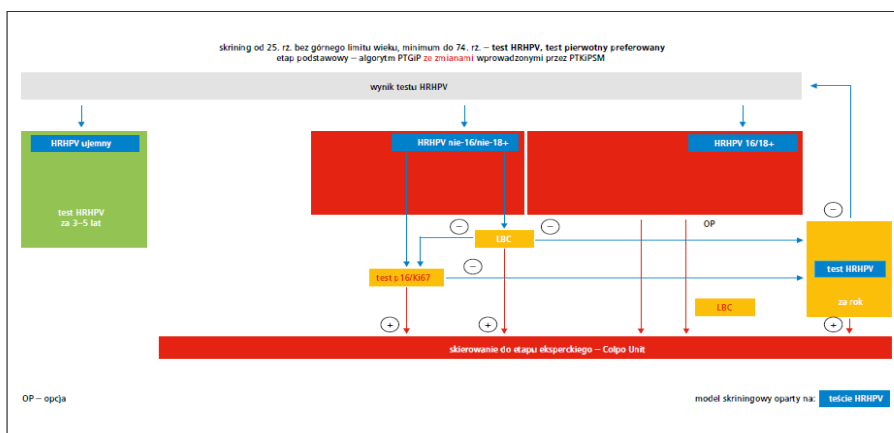 skrining od 25. rż. bez górnego limitu wieku, minimum do 74. rż. – test HRHPV, test pierwotny preferowany
etap podstawowy – algorytm PTGiP ze zmianami wprowadzonymi przez PTKiPSM
wynik testu HRHPV
HRHPV ujemny
HRHPV nie-16/nie-18+
HRHPV 16/18+
test HRHPV
za 3–5 lat
OP
LBC
test p16/Ki67
test HRHPV
za rok
LBC
−
−
−
−
+
+
+
skierowanie do etapu eksperckiego – Colpo Unit
OP – opcja
model skriningowy oparty na: teście HRHPV